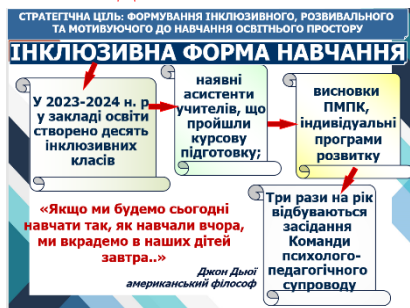 СТРАТЕГІЧНА ЦІЛЬ: ФОРМУВАННЯ ІНКЛЮЗИВНОГО, РОЗВИВАЛЬНОГО
ТА МОТИВУЮЧОГО ДО НАВЧАННЯ ОСВІТНЬОГО ПРОСТОРУ
ІНКЛЮЗИВНА ФОРМА НАВЧАННЯ
У 2023-2024 н. р
у закладі освіти
створено десять
інклюзивних
класів
наявні
асистенти
учителів, що
пройшли
курсову
підготовку;
висновки
ПМПК,
індивідуальні
програми
розвитку
Три рази на рік
відбуваються
засідання
Команди
психолого-
педагогічного
супроводу
«Якщо ми будемо сьогодні
навчати так, як навчали вчора,
ми вкрадемо в наших дітей
завтра..»
Джон Дьюї
американський філософ